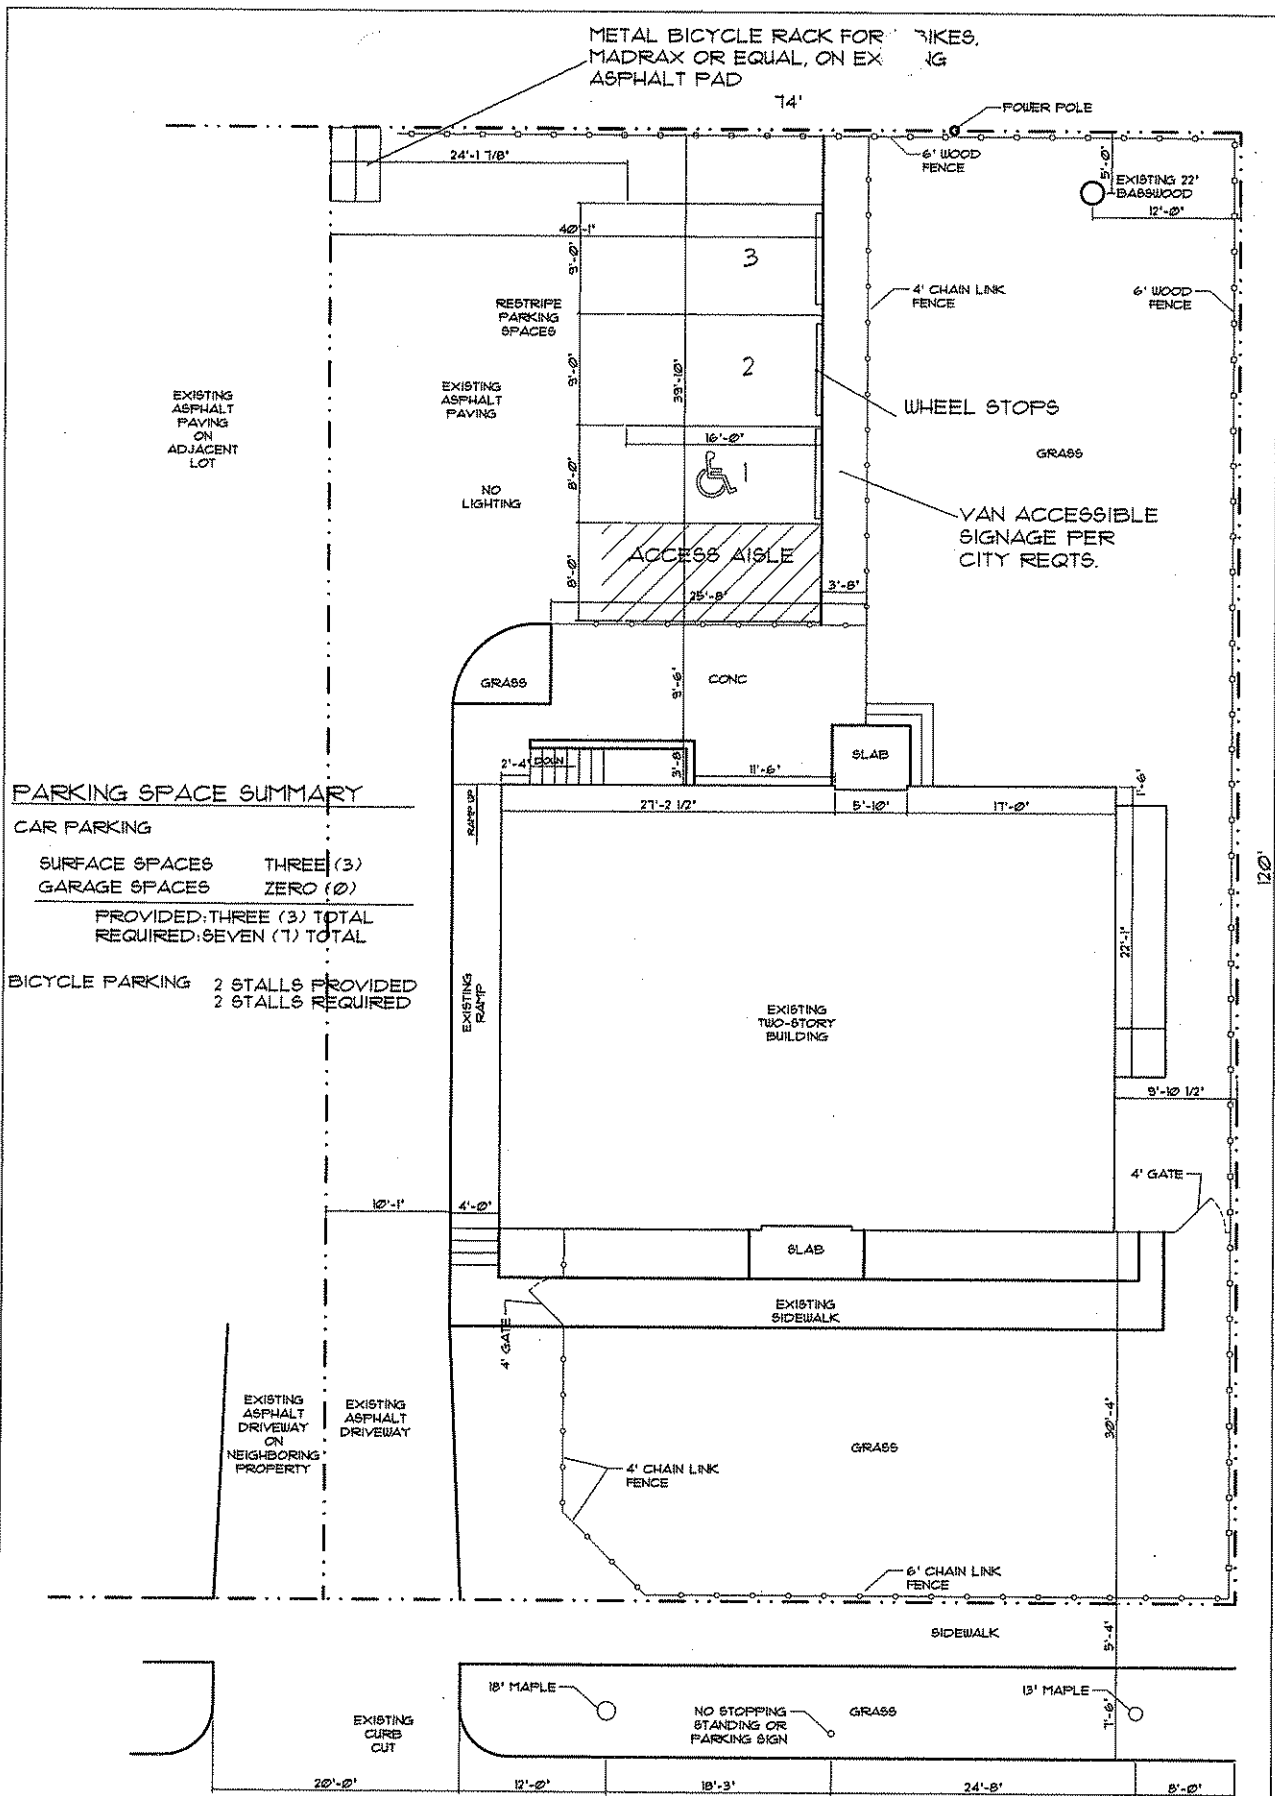 METAL BICYCLE RACK FOR BIKES,
MADRAX OR EQUAL, ON EX NG
ASPHALT PAD
74'
POWER POLE
24'-1 7/8"
6' WOOD
FENCE
5'-0"
EXISTING 22"
BASSWOOD
12'-0"
40'-1"
9'-0"
3
4' CHAIN LINK
FENCE
6' WOOD
FENCE
RESTRIPE
PARKING
SPACES
9'-0"
2
39'-10"
EXISTING
ASPHALT
PAVING
ON
ADJACENT
LOT
EXISTING
ASPHALT
PAVING
WHEEL STOPS
16'-0"
GRASS
8'-0"
1
NO
LIGHTING
VAN ACCESSIBLE
SIGNAGE PER
CITY REQTS.
ACCESS AISLE
8'-0"
3'-8"
25'-8"
GRASS
9'-6"
CONC
SLAB
2'-4"
DOWN
3'-8"
11'-6"
1'-6"
PARKING SPACE SUMMARY
RAMP UP
27'-2 1/2"
5'-10"
17'-0"
CAR PARKING
SURFACE SPACES THREE (3)
GARAGE SPACES ZERO (0)
PROVIDED: THREE (3) TOTAL
REQUIRED: SEVEN (7) TOTAL
120'
22'-1"
BICYCLE PARKING 2 STALLS PROVIDED
2 STALLS REQUIRED
EXISTING
RAMP
EXISTING
TWO-STORY
BUILDING
9'-10 1/2"
4' GATE
10'-1"
4'-0"
SLAB
EXISTING
SIDEWALK
4' GATE
EXISTING
ASPHALT
DRIVEWAY
ON
NEIGHBORING
PROPERTY
EXISTING
ASPHALT
DRIVEWAY
30'-4"
GRASS
4' CHAIN LINK
FENCE
6' CHAIN LINK
FENCE
SIDEWALK
5'-4"
18" MAPLE
13" MAPLE
NO STOPPING
STANDING OR
PARKING SIGN
GRASS
7'-6"
EXISTING
CURB
CUT
20'-0"
12'-0"
18'-3"
24'-8"
8'-0"